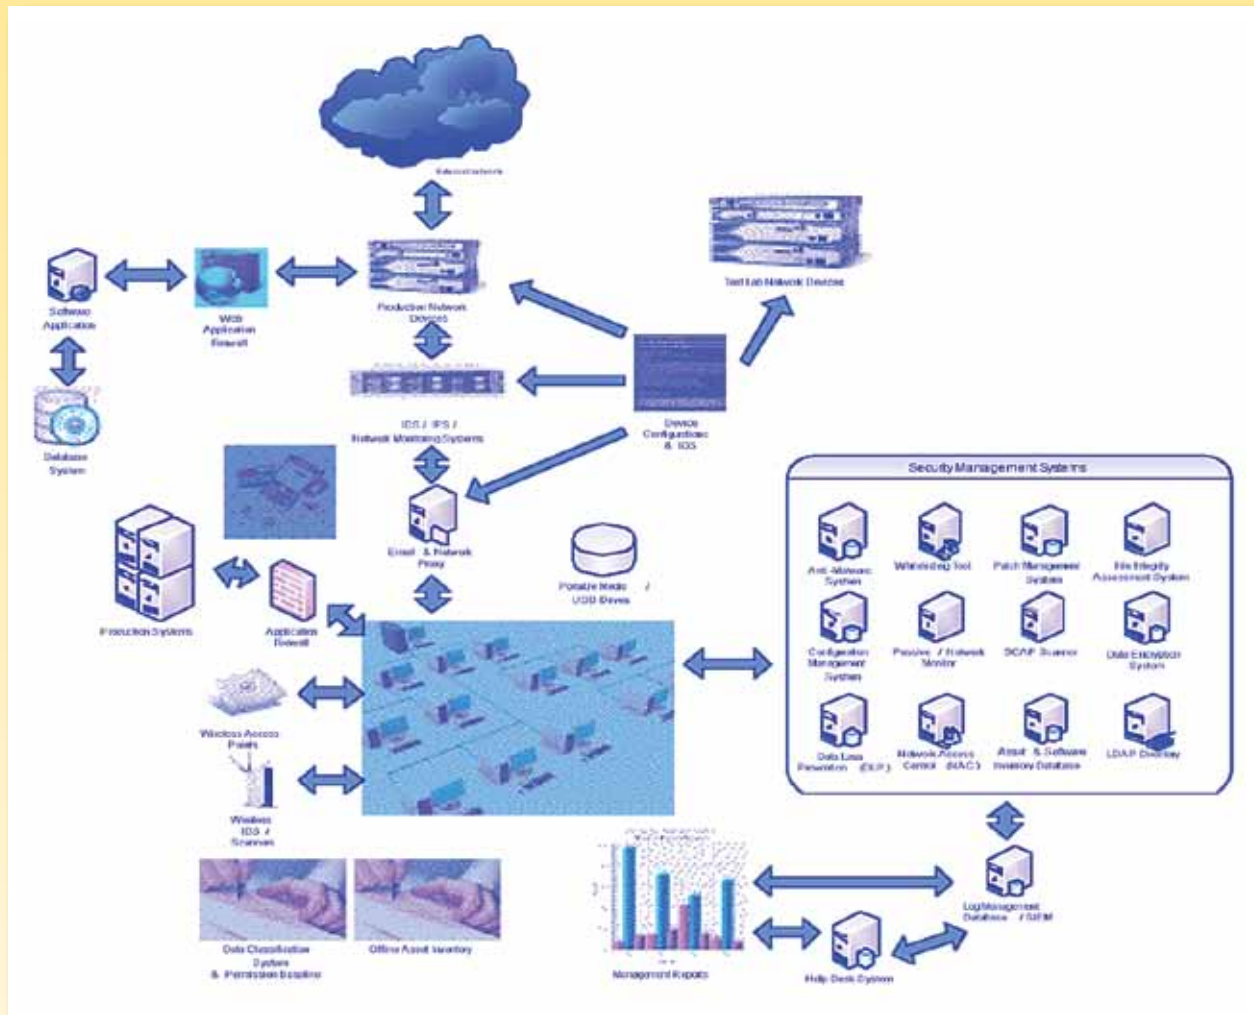 External network
Test Lab Network Devices
Production Network
Devices
Software
Application
Web
Application
Firewall
IDS / IPS /
Network Monitoring Systems
Device
Configurations
& IOS
Database
System
Security Management Systems
Email & Network
Proxy
Anti-Malware
System
Whitelisting Tool
Patch Management
System
File Integrity
Assessment System
Portable Media /
USB Drives
Production Systems
Application
Firewall
Configuration
Management
System
Passive / Network
Monitor
SCAP Scanner
Data Encryption
System
Wireless Access
Points
Data Loss
Prevention (DLP)
Network Access
Control (NAC)
Asset & Software
Inventory Database
LDAP Directory
Wireless
IDS /
Scanners
Log Management
Database / SIEM
Data Classification
System
& Permission Baseline
Offline Asset Inventory
Management Reports
Help Desk System